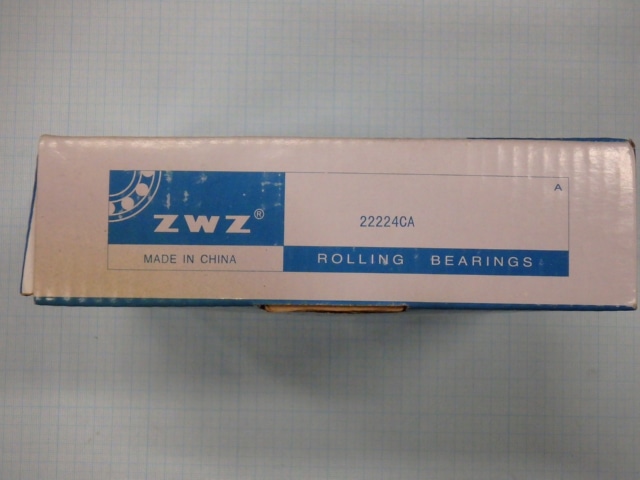 A
ZWZ®
22224CA
MADE IN CHINA
ROLLING BEARINGS